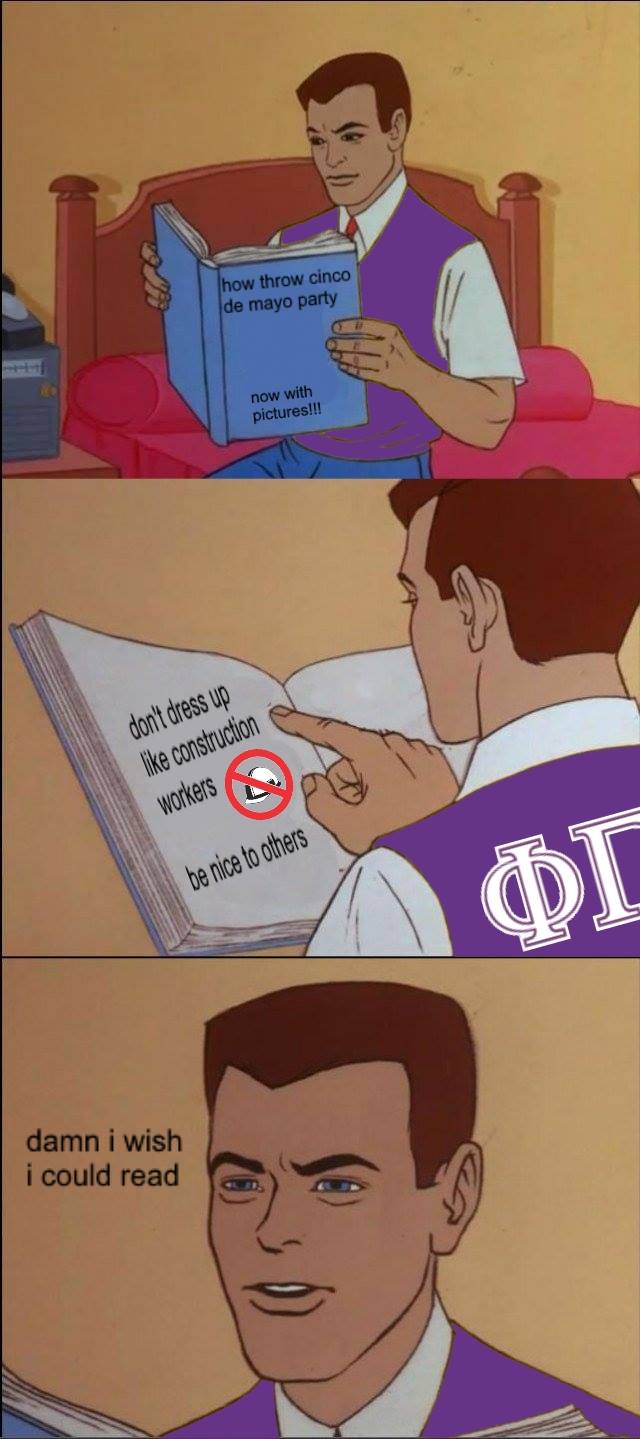 how throw cinco
de mayo party
now with
pictures!!!
don't dress up
like construction
workers
be nice to others
ΦΓ
damn i wish
i could read